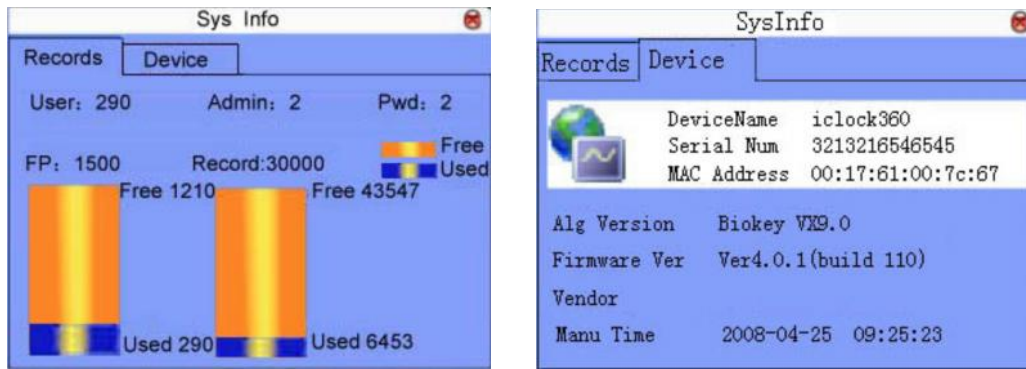 Sys Info
Records Device
User: 290 Admin: 2 Pwd: 2
Free
Used
FP: 1500 Record:30000
Free 1210 Free 43547
Used 290 Used 6453
SysInfo
Records Device
DeviceName iclock360
Serial Num 3213216546545
MAC Address 00:17:61:00:7c:67
Alg Version Biokey VX9.0
Firmware Ver Ver4.0.1(build 110)
Vendor
Manu Time 2008-04-25 09:25:23